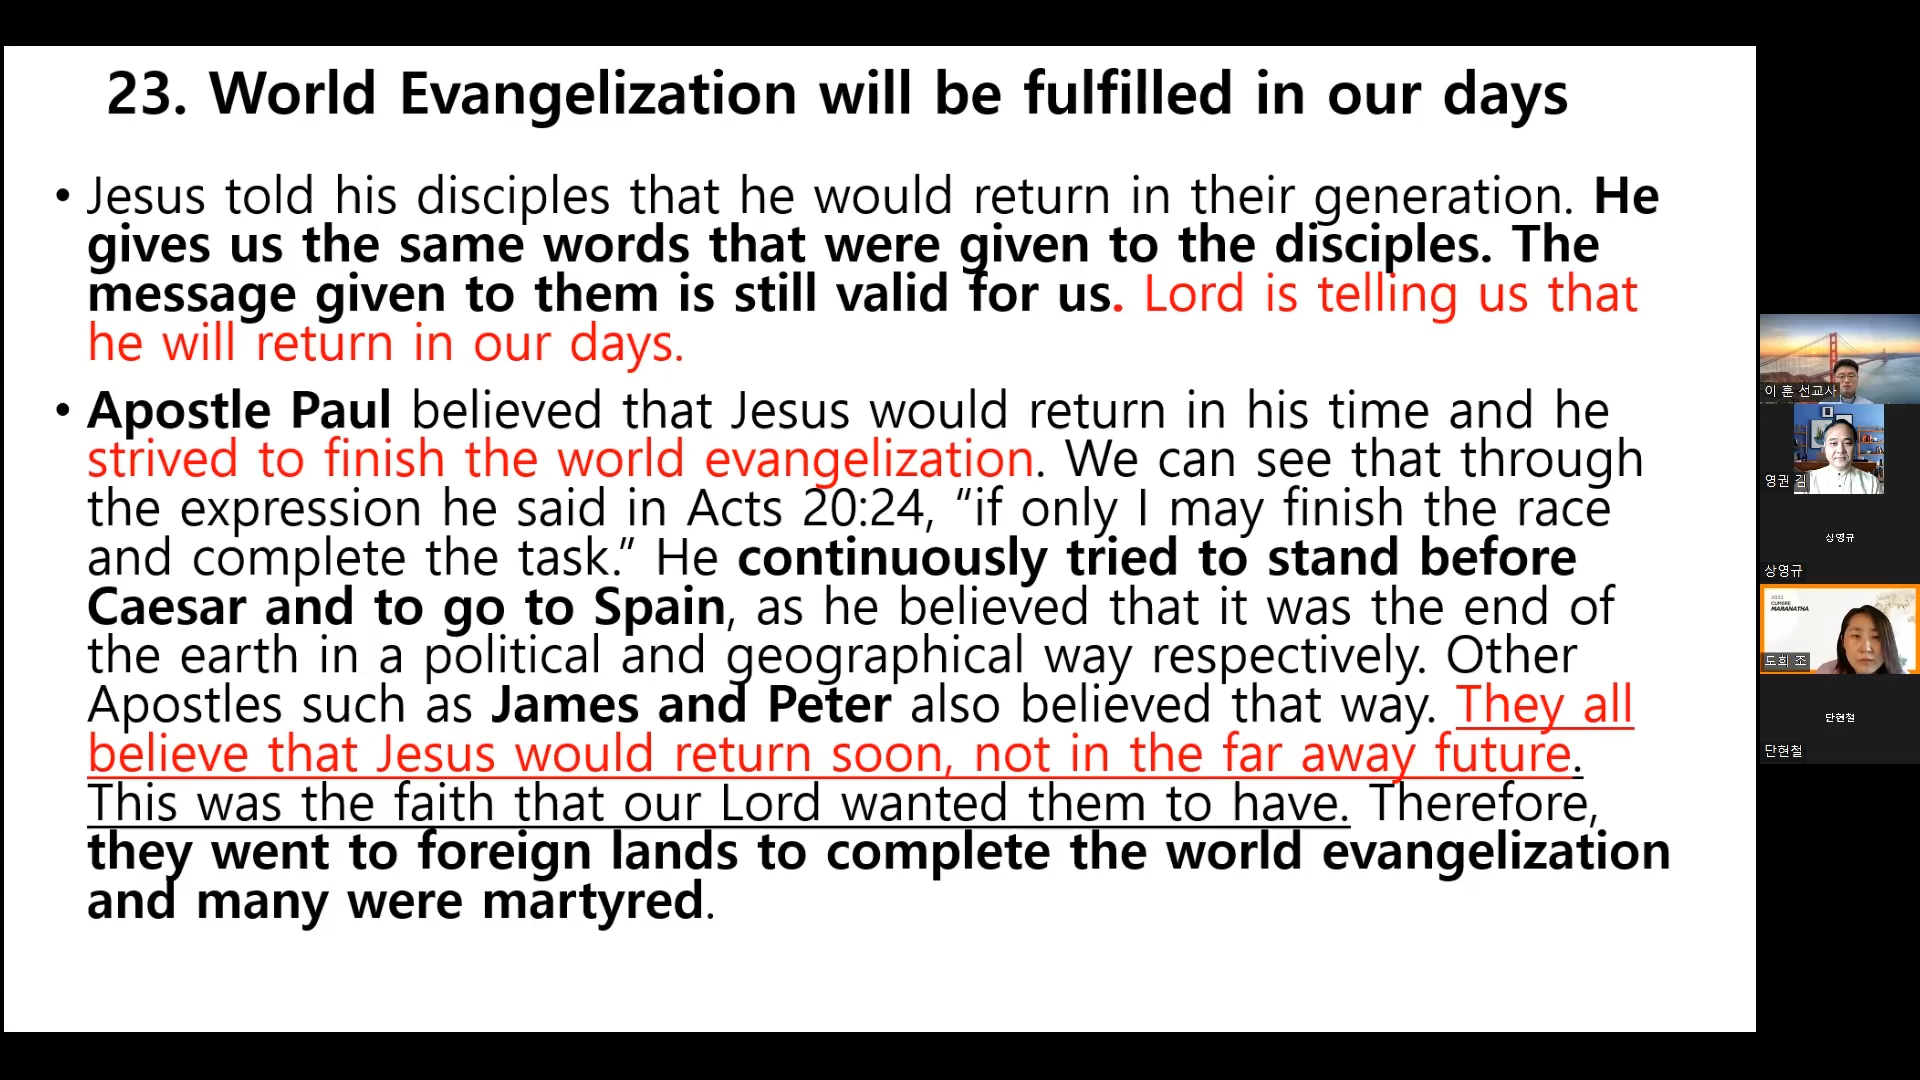 23. World Evangelization will be fulfilled in our days
• Jesus told his disciples that he would return in their generation. He
gives us the same words that were given to the disciples. The
message given to them is still valid for us. Lord is telling us that
he will return in our days.
• Apostle Paul believed that Jesus would return in his time and he
strived to finish the world evangelization. We can see that through
the expression he said in Acts 20:24, “if only I may finish the race
and complete the task.” He continuously tried to stand before
Caesar and to go to Spain, as he believed that it was the end of
the earth in a political and geographical way respectively. Other
Apostles such as James and Peter also believed that way. They all
believe that Jesus would return soon, not in the far away future.
This was the faith that our Lord wanted them to have. Therefore,
they went to foreign lands to complete the world evangelization
and many were martyred.
이 훈 선교사
영권 김
상영규
상영규
2021
CUMBRE
MARANATHA
도희 조
단현철
단현철